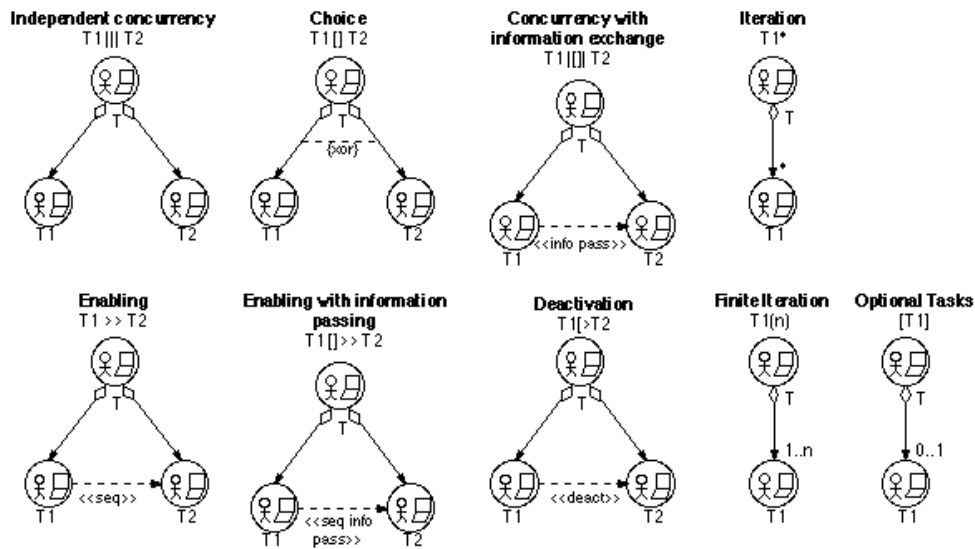 Independent concurrency
T1||| T2
T
T1
T2
Choice
T1[] T2
T
{xor}
T1
T2
Concurrency with
information exchange
T1|[]| T2
T
<<info pass>>
T1
T2
Iteration
T1*
T
*
T1
Enabling
T1 >> T2
T
<<seq>>
T1
T2
Enabling with information
passing
T1[]>> T2
T
<<seq info
pass>>
T1
T2
Deactivation
T1[>T2
T
<<deact>>
T1
T2
Finite Iteration
T1(n)
T
1..n
T1
Optional Tasks
[T1]
T
0..1
T1